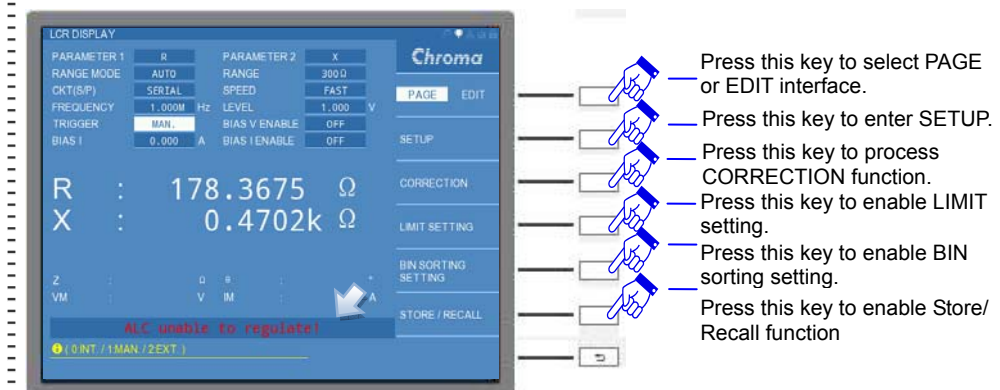 LCR DISPLAY
Chroma
PARAMETER 1 R PARAMETER 2 X
RANGE MODE AUTO RANGE 300 Ω
CKT(S/P) SERIAL SPEED FAST
FREQUENCY 1.000M Hz LEVEL 1.000 V
TRIGGER MAN. BIAS V ENABLE OFF
BIAS I 0.000 A BIAS I ENABLE OFF
R : 178.3675 Ω
X : 0.4702k Ω
Z : Ω θ : °
VM : V IM : A
ALC unable to regulate!
( 0:INT. / 1:MAN. / 2:EXT. )
PAGE EDIT
SETUP
CORRECTION
LIMIT SETTING
BIN SORTING
SETTING
STORE / RECALL
Press this key to select PAGE
or EDIT interface.
Press this key to enter SETUP.
Press this key to process
CORRECTION function.
Press this key to enable LIMIT
setting.
Press this key to enable BIN
sorting setting.
Press this key to enable Store/
Recall function